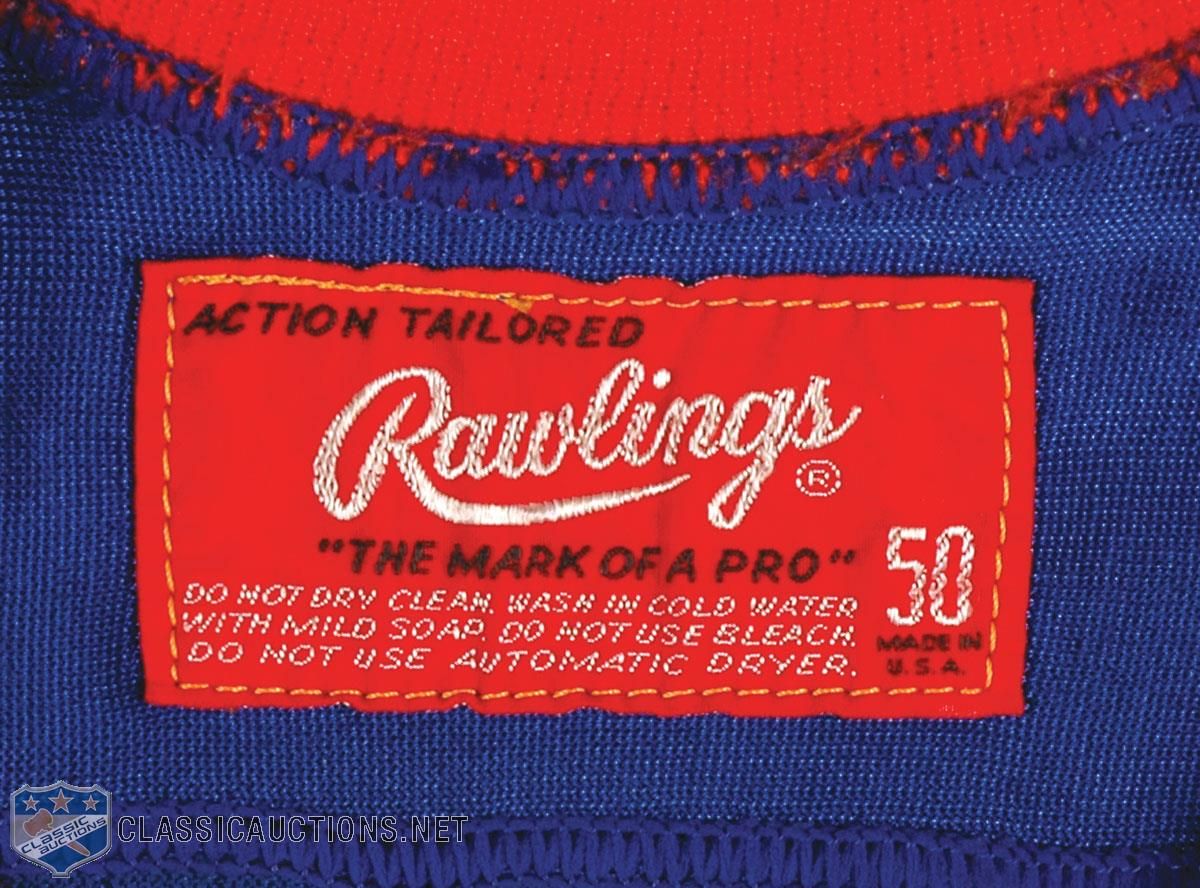 ACTION TAILORED
Rawlings
®
"THE MARK OF A PRO"
DO NOT DRY CLEAN. WASH IN COLD WATER
WITH MILD SOAP. DO NOT USE BLEACH.
DO NOT USE AUTOMATIC DRYER.
50
MADE IN
U.S.A.
CLASSIC
AUCTIONS
CLASSICAUCTIONS.NET